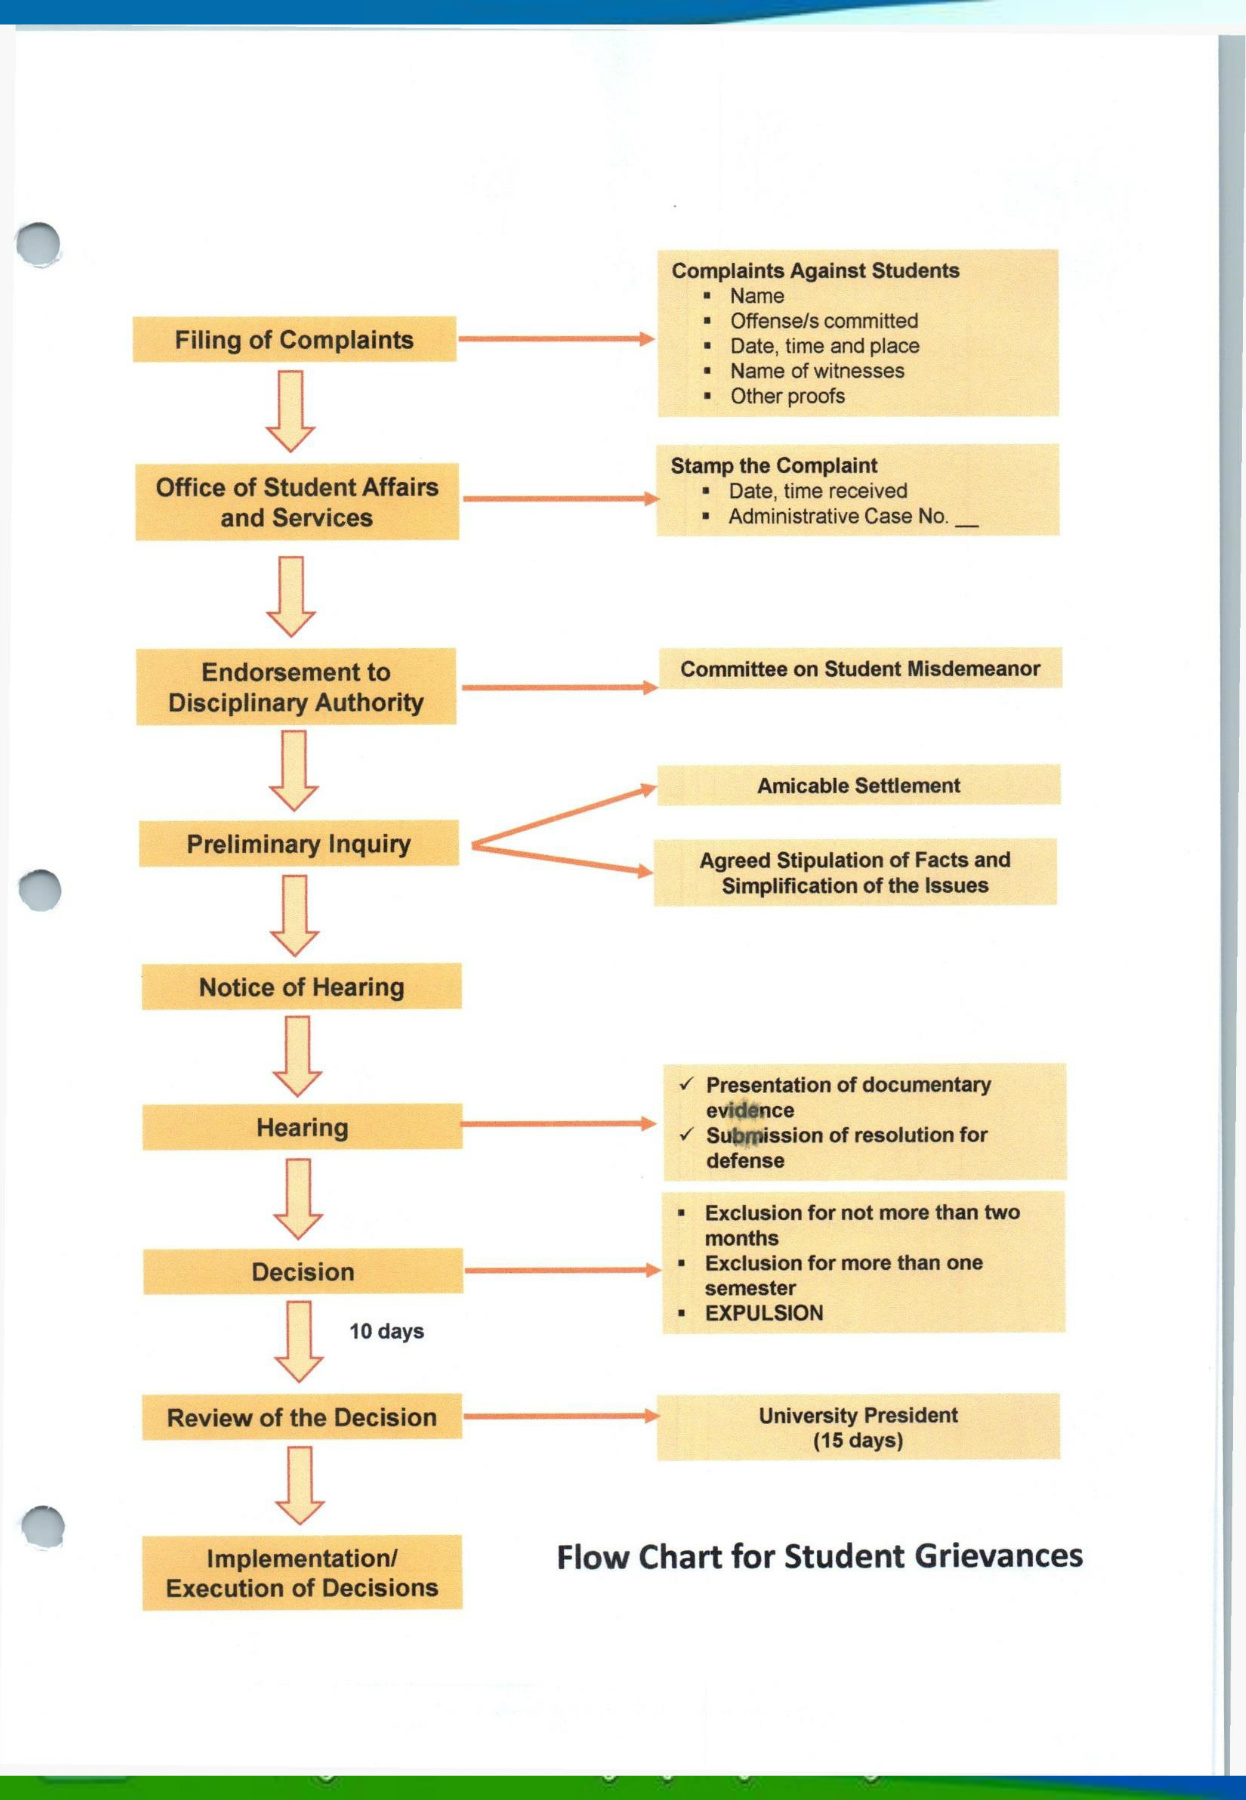 Complaints Against Students
▪ Name
▪ Offense/s committed
▪ Date, time and place
▪ Name of witnesses
▪ Other proofs
Filing of Complaints
Stamp the Complaint
▪ Date, time received
▪ Administrative Case No. __
Office of Student Affairs
and Services
Endorsement to
Disciplinary Authority
Committee on Student Misdemeanor
Amicable Settlement
Preliminary Inquiry
Agreed Stipulation of Facts and
Simplification of the Issues
Notice of Hearing
Hearing
✓ Presentation of documentary
evidence
✓ Submission of resolution for
defense
Decision
▪ Exclusion for not more than two
months
▪ Exclusion for more than one
semester
▪ EXPULSION
10 days
Review of the Decision
University President
(15 days)
Implementation/
Execution of Decisions
Flow Chart for Student Grievances